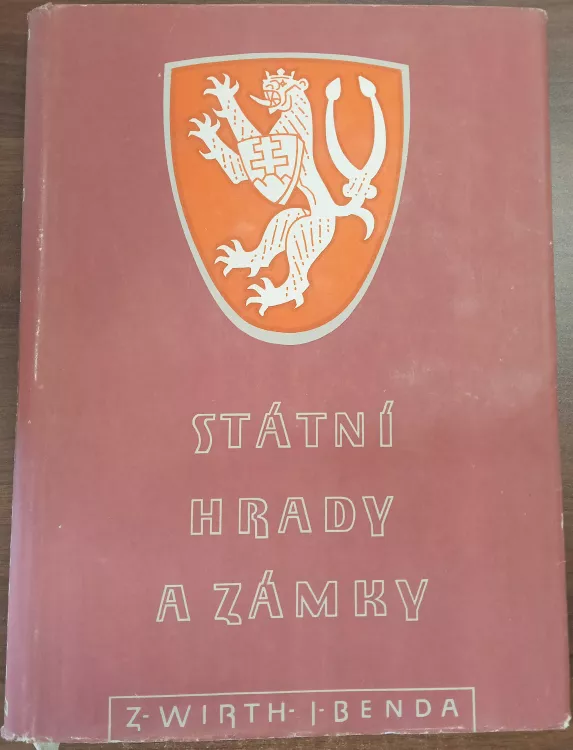 STÁTNÍ
HRADY
A ZÁMKY
Z-WIRTH-J-BENDA